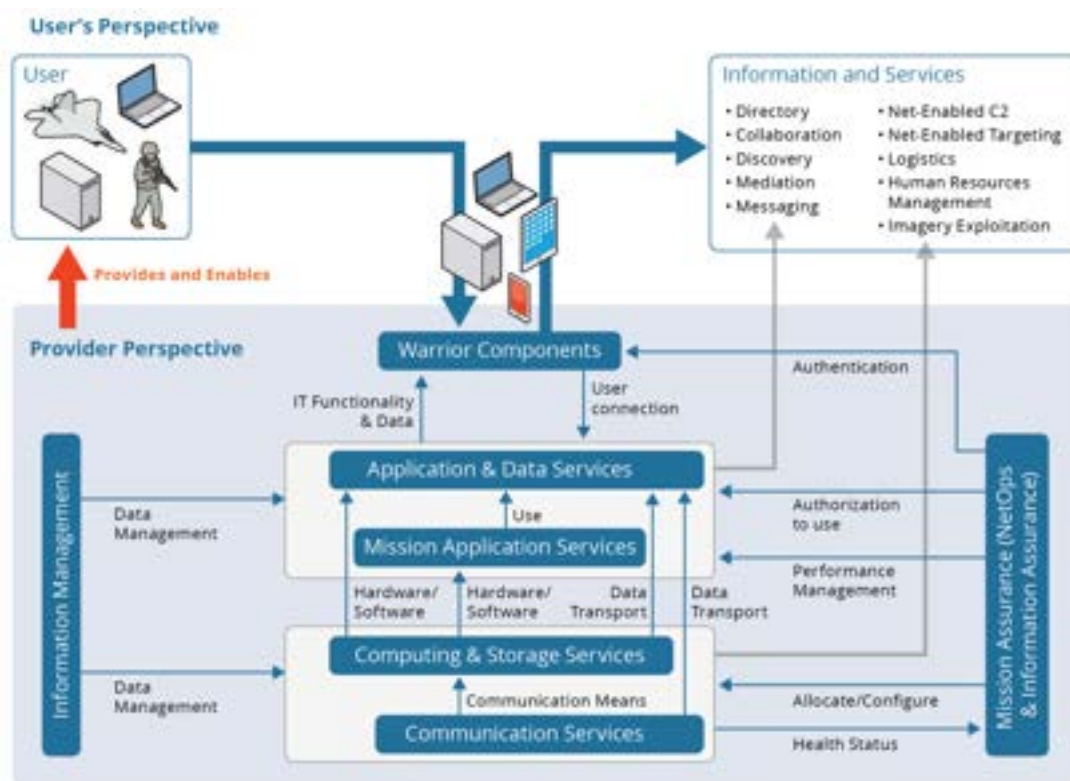 User's Perspective
User
Information and Services
• Directory
• Collaboration
• Discovery
• Mediation
• Messaging
• Net-Enabled C2
• Net-Enabled Targeting
• Logistics
• Human Resources
Management
• Imagery Exploitation
Provides and Enables
Provider Perspective
Warrior Components
Authentication
IT Functionality
& Data
User
connection
Application & Data Services
Data
Management
Use
Authorization
to use
Mission Application Services
Performance
Management
Hardware/
Software
Hardware/
Software
Data
Transport
Data
Transport
Computing & Storage Services
Data
Management
Communication Means
Allocate/Configure
Communication Services
Health Status
Information Management
Mission Assurance (NetOps
& Information Assurance)